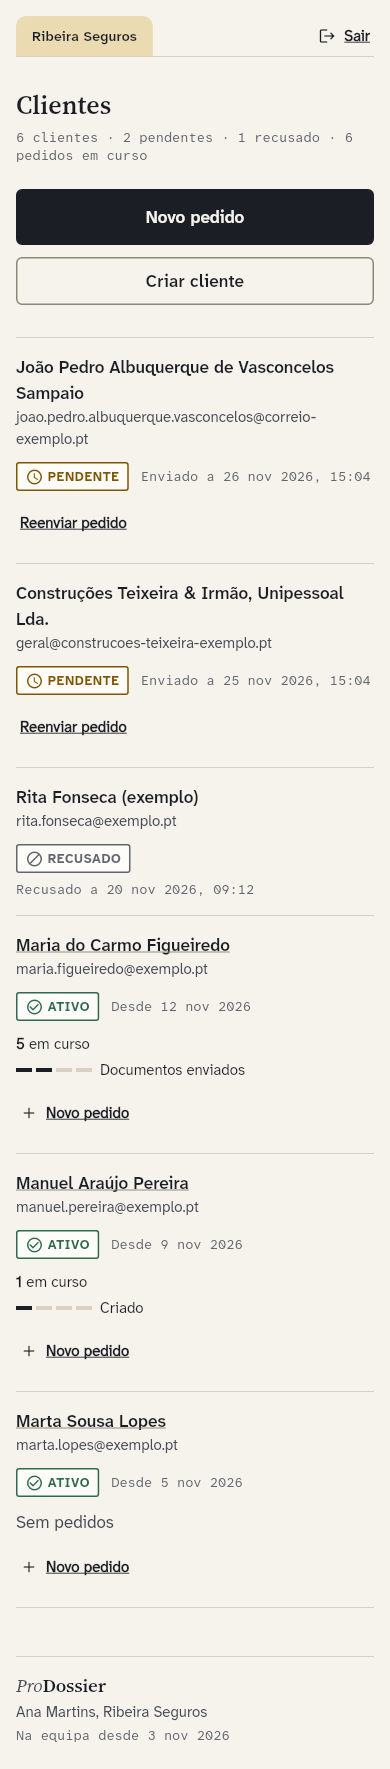 Ribeira Seguros
Sair
Clientes
6 clientes · 2 pendentes · 1 recusado · 6
pedidos em curso
Novo pedido
Criar cliente
João Pedro Albuquerque de Vasconcelos
Sampaio
joao.pedro.albuquerque.vasconcelos@correio-
exemplo.pt
PENDENTE Enviado a 26 nov 2026, 15:04
Reenviar pedido
Construções Teixeira & Irmão, Unipessoal
Lda.
geral@construcoes-teixeira-exemplo.pt
PENDENTE Enviado a 25 nov 2026, 15:04
Reenviar pedido
Rita Fonseca (exemplo)
rita.fonseca@exemplo.pt
RECUSADO
Recusado a 20 nov 2026, 09:12
Maria do Carmo Figueiredo
maria.figueiredo@exemplo.pt
ATIVO Desde 12 nov 2026
5 em curso
Documentos enviados
+ Novo pedido
Manuel Araújo Pereira
manuel.pereira@exemplo.pt
ATIVO Desde 9 nov 2026
1 em curso
Criado
+ Novo pedido
Marta Sousa Lopes
marta.lopes@exemplo.pt
ATIVO Desde 5 nov 2026
Sem pedidos
+ Novo pedido
ProDossier
Ana Martins, Ribeira Seguros
Na equipa desde 3 nov 2026